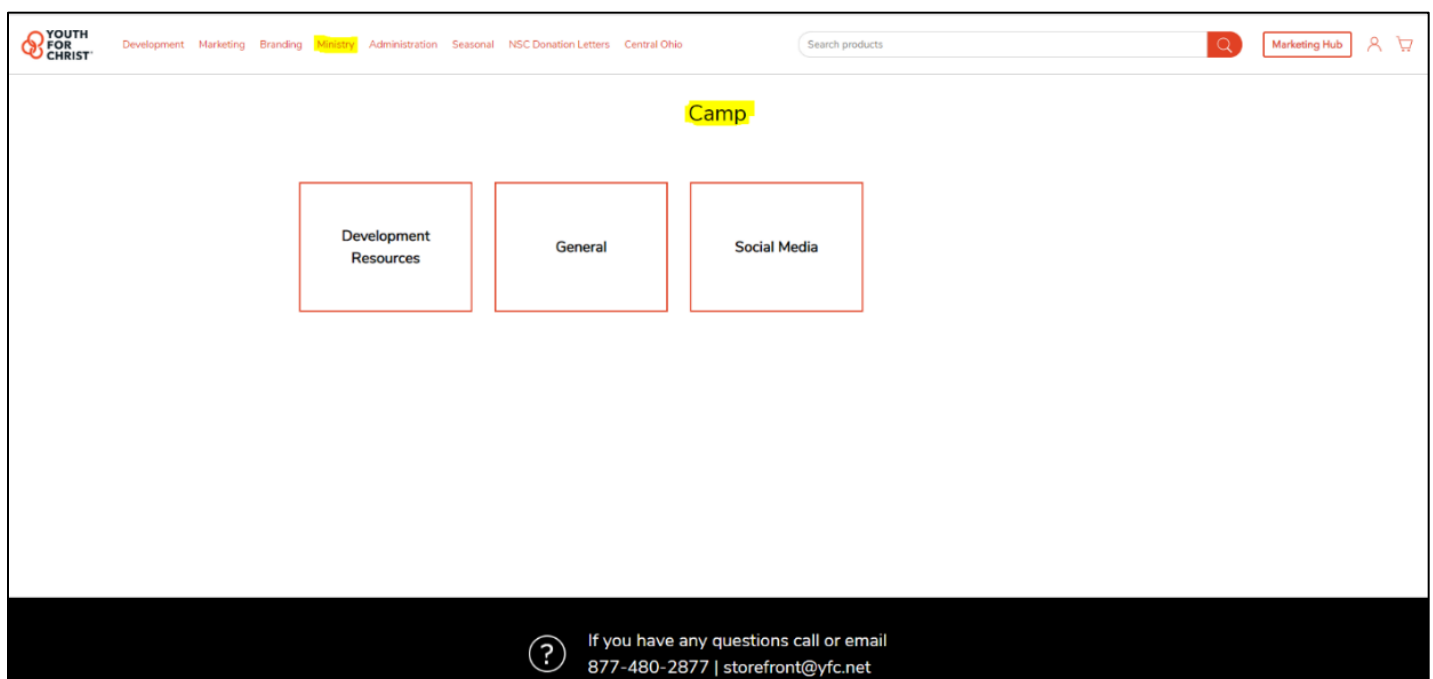 YOUTH
FOR
CHRIST
Development Marketing Branding Ministry Administration Seasonal NSC Donation Letters Central Ohio
Search products
Marketing Hub
Camp
Development
Resources
General
Social Media
?
If you have any questions call or email
877-480-2877 | storefront@yfc.net